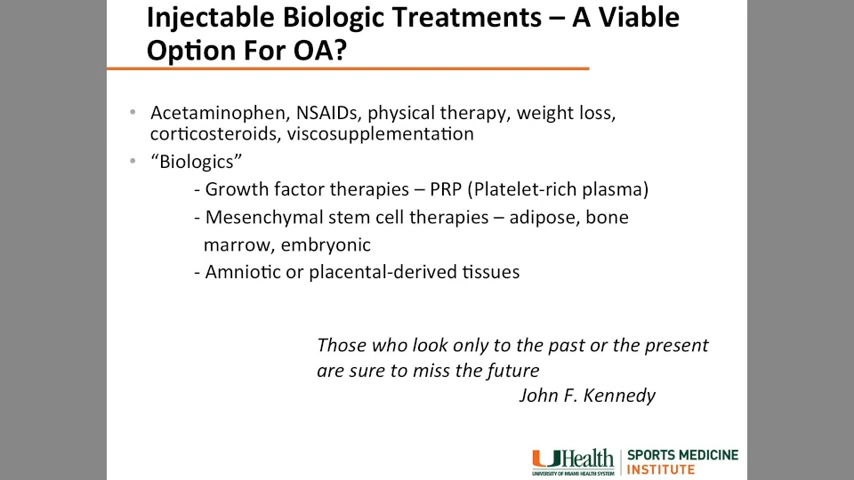 Injectable Biologic Treatments – A Viable
Option For OA?
• Acetaminophen, NSAIDs, physical therapy, weight loss,
corticosteroids, viscosupplementation
• “Biologics”
- Growth factor therapies – PRP (Platelet-rich plasma)
- Mesenchymal stem cell therapies – adipose, bone
marrow, embryonic
- Amniotic or placental-derived tissues
Those who look only to the past or the present
are sure to miss the future
John F. Kennedy
UHealth
UNIVERSITY OF MIAMI HEALTH SYSTEM
SPORTS MEDICINE
INSTITUTE